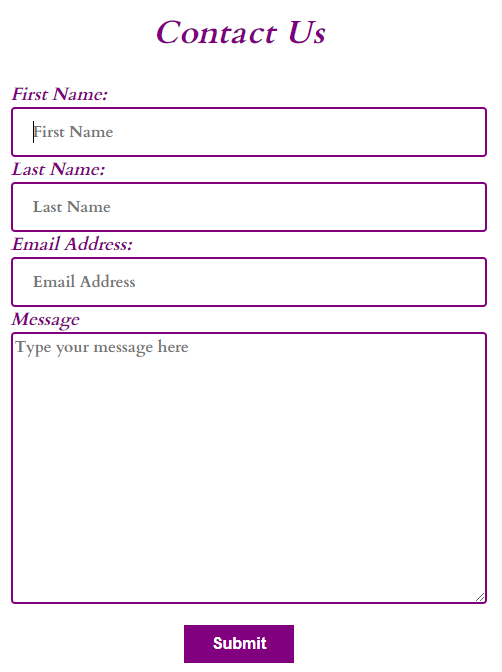 Contact Us
First Name:
First Name
Last Name:
Last Name
Email Address:
Email Address
Message
Type your message here
Submit